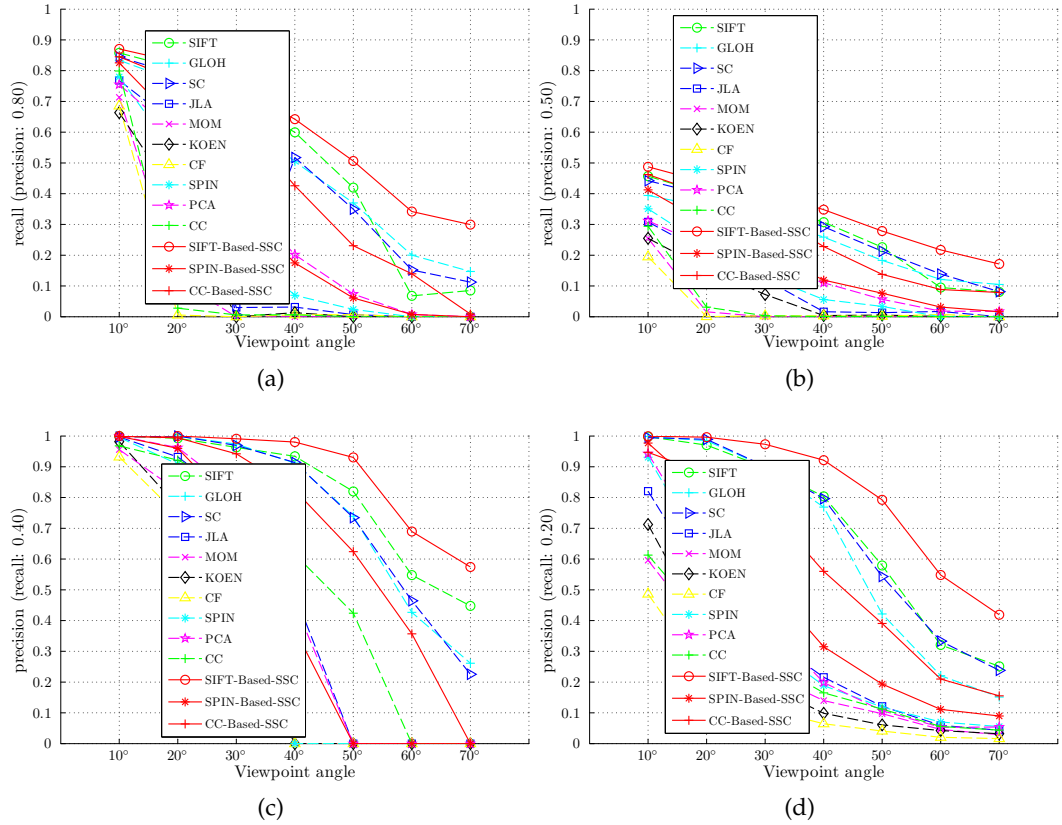 recall (precision: 0.80)
1
0.9
0.8
0.7
0.6
0.5
0.4
0.3
0.2
0.1
0
SIFT
GLOH
SC
JLA
MOM
KOEN
CF
SPIN
PCA
CC
SIFT-Based-SSC
SPIN-Based-SSC
CC-Based-SSC
10° 20° 30° 40° 50° 60° 70°
Viewpoint angle
(a)
recall (precision: 0.50)
1
0.9
0.8
0.7
0.6
0.5
0.4
0.3
0.2
0.1
0
SIFT
GLOH
SC
JLA
MOM
KOEN
CF
SPIN
PCA
CC
SIFT-Based-SSC
SPIN-Based-SSC
CC-Based-SSC
10° 20° 30° 40° 50° 60° 70°
Viewpoint angle
(b)
precision (recall: 0.40)
1
0.9
0.8
0.7
0.6
0.5
0.4
0.3
0.2
0.1
0
SIFT
GLOH
SC
JLA
MOM
KOEN
CF
SPIN
PCA
CC
SIFT-Based-SSC
SPIN-Based-SSC
CC-Based-SSC
10° 20° 30° 40° 50° 60° 70°
Viewpoint angle
(c)
precision (recall: 0.20)
1
0.9
0.8
0.7
0.6
0.5
0.4
0.3
0.2
0.1
0
SIFT
GLOH
SC
JLA
MOM
KOEN
CF
SPIN
PCA
CC
SIFT-Based-SSC
SPIN-Based-SSC
CC-Based-SSC
10° 20° 30° 40° 50° 60° 70°
Viewpoint angle
(d)